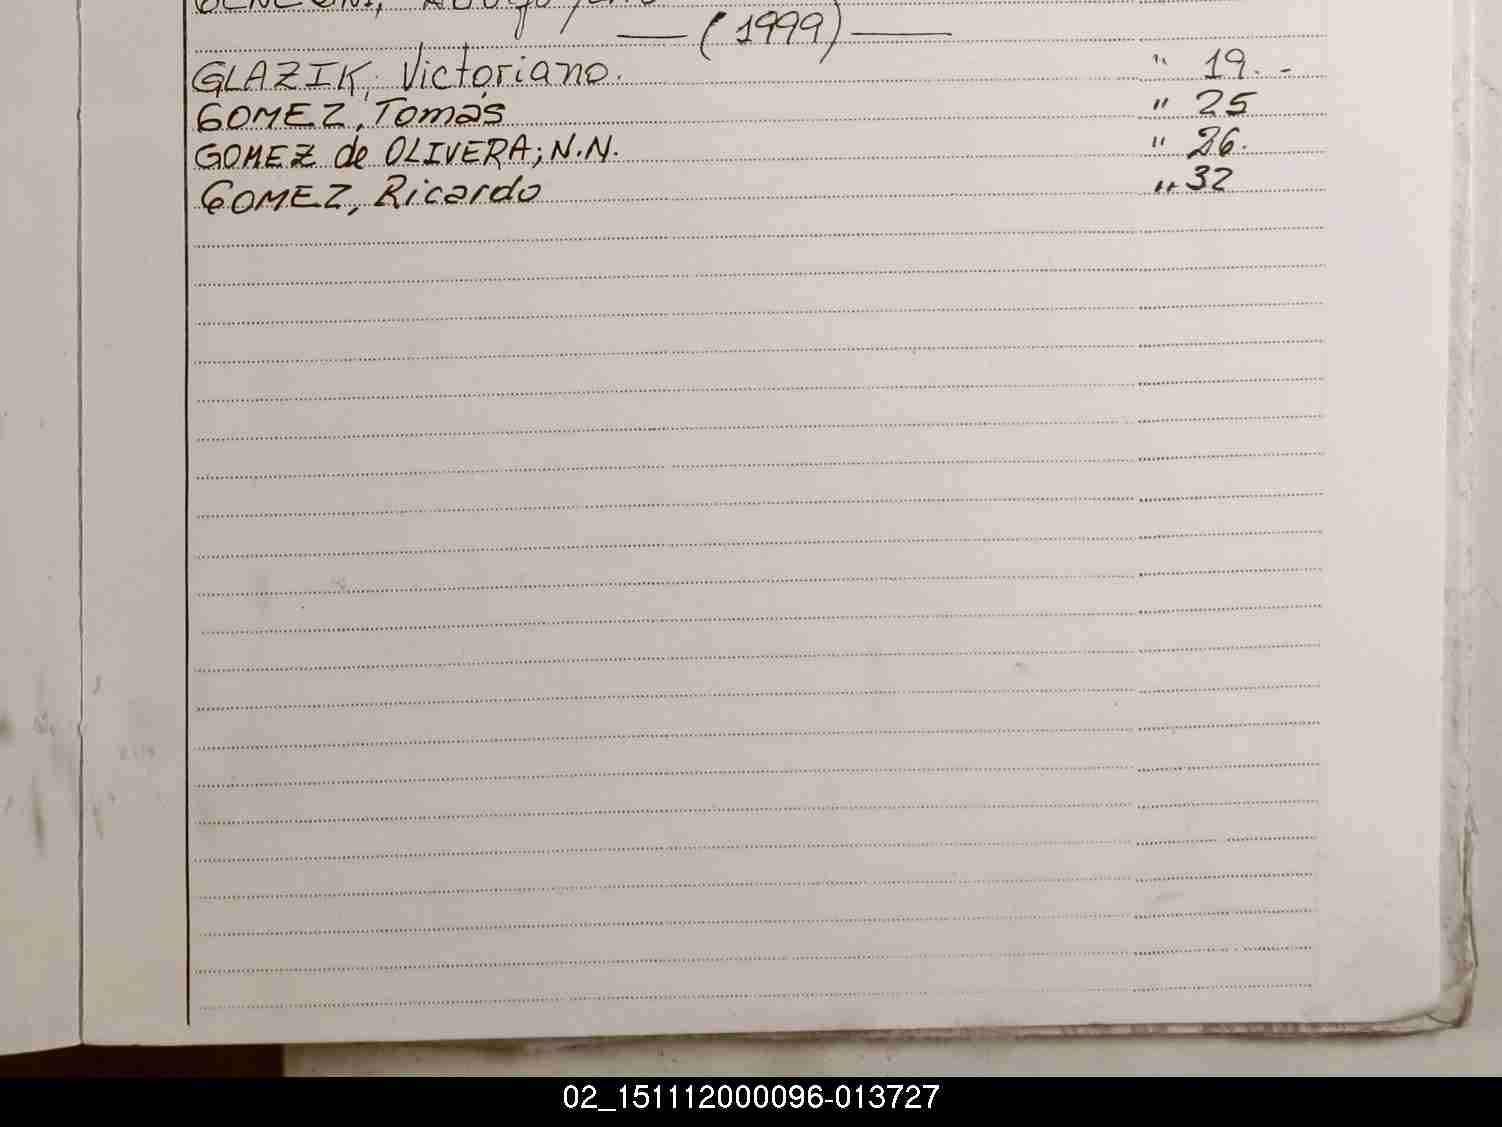 — (1999) —
GLAZIK, Victoriano. " 19. -
GOMEZ, Tomás " 25
GOMEZ de OLIVERA; N.N. " 26.
GOMEZ, Ricardo " 32
02_151112000096-013727